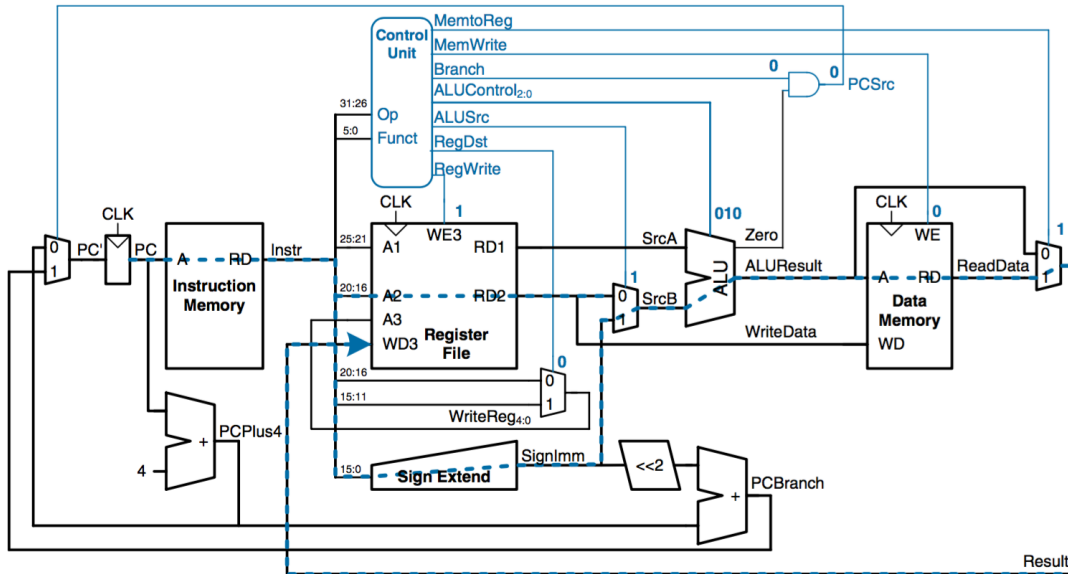 MemtoReg
Control
Unit
MemWrite
Branch
0
0
PCSrc
ALUControl2:0
31:26
Op
ALUSrc
5:0
Funct
RegDst
RegWrite
CLK
CLK
1
010
CLK
0
1
0
1
PC'
PC
A
RD
Instr
25:21
A1
WE3
RD1
SrcA
Zero
WE
0
1
Instruction
Memory
20:16
A2
RD2
0
1
1
SrcB
ALU
ALUResult
A
RD
ReadData
A3
Register
File
Data
Memory
WD3
WriteData
WD
20:16
0
0
15:11
1
WriteReg4:0
PCPlus4
+
4
15:0
Sign Extend
SignImm
<<2
+
PCBranch
Result